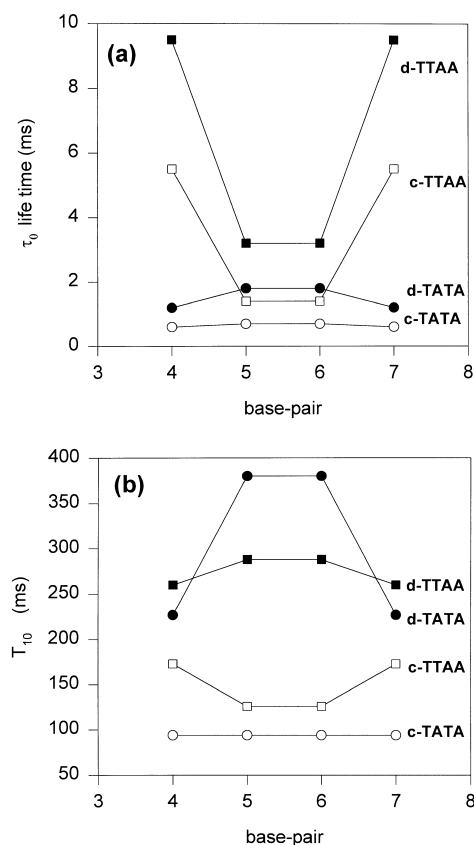 10
(a)
d-TTAA
8
τ0 life time (ms)
6
c-TTAA
4
2
d-TATA
c-TATA
0
3 4 5 6 7 8
base-pair
400
(b)
350
300
d-TTAA
250
d-TATA
T10 (ms)
200
c-TTAA
150
100
c-TATA
50
3 4 5 6 7 8
base-pair